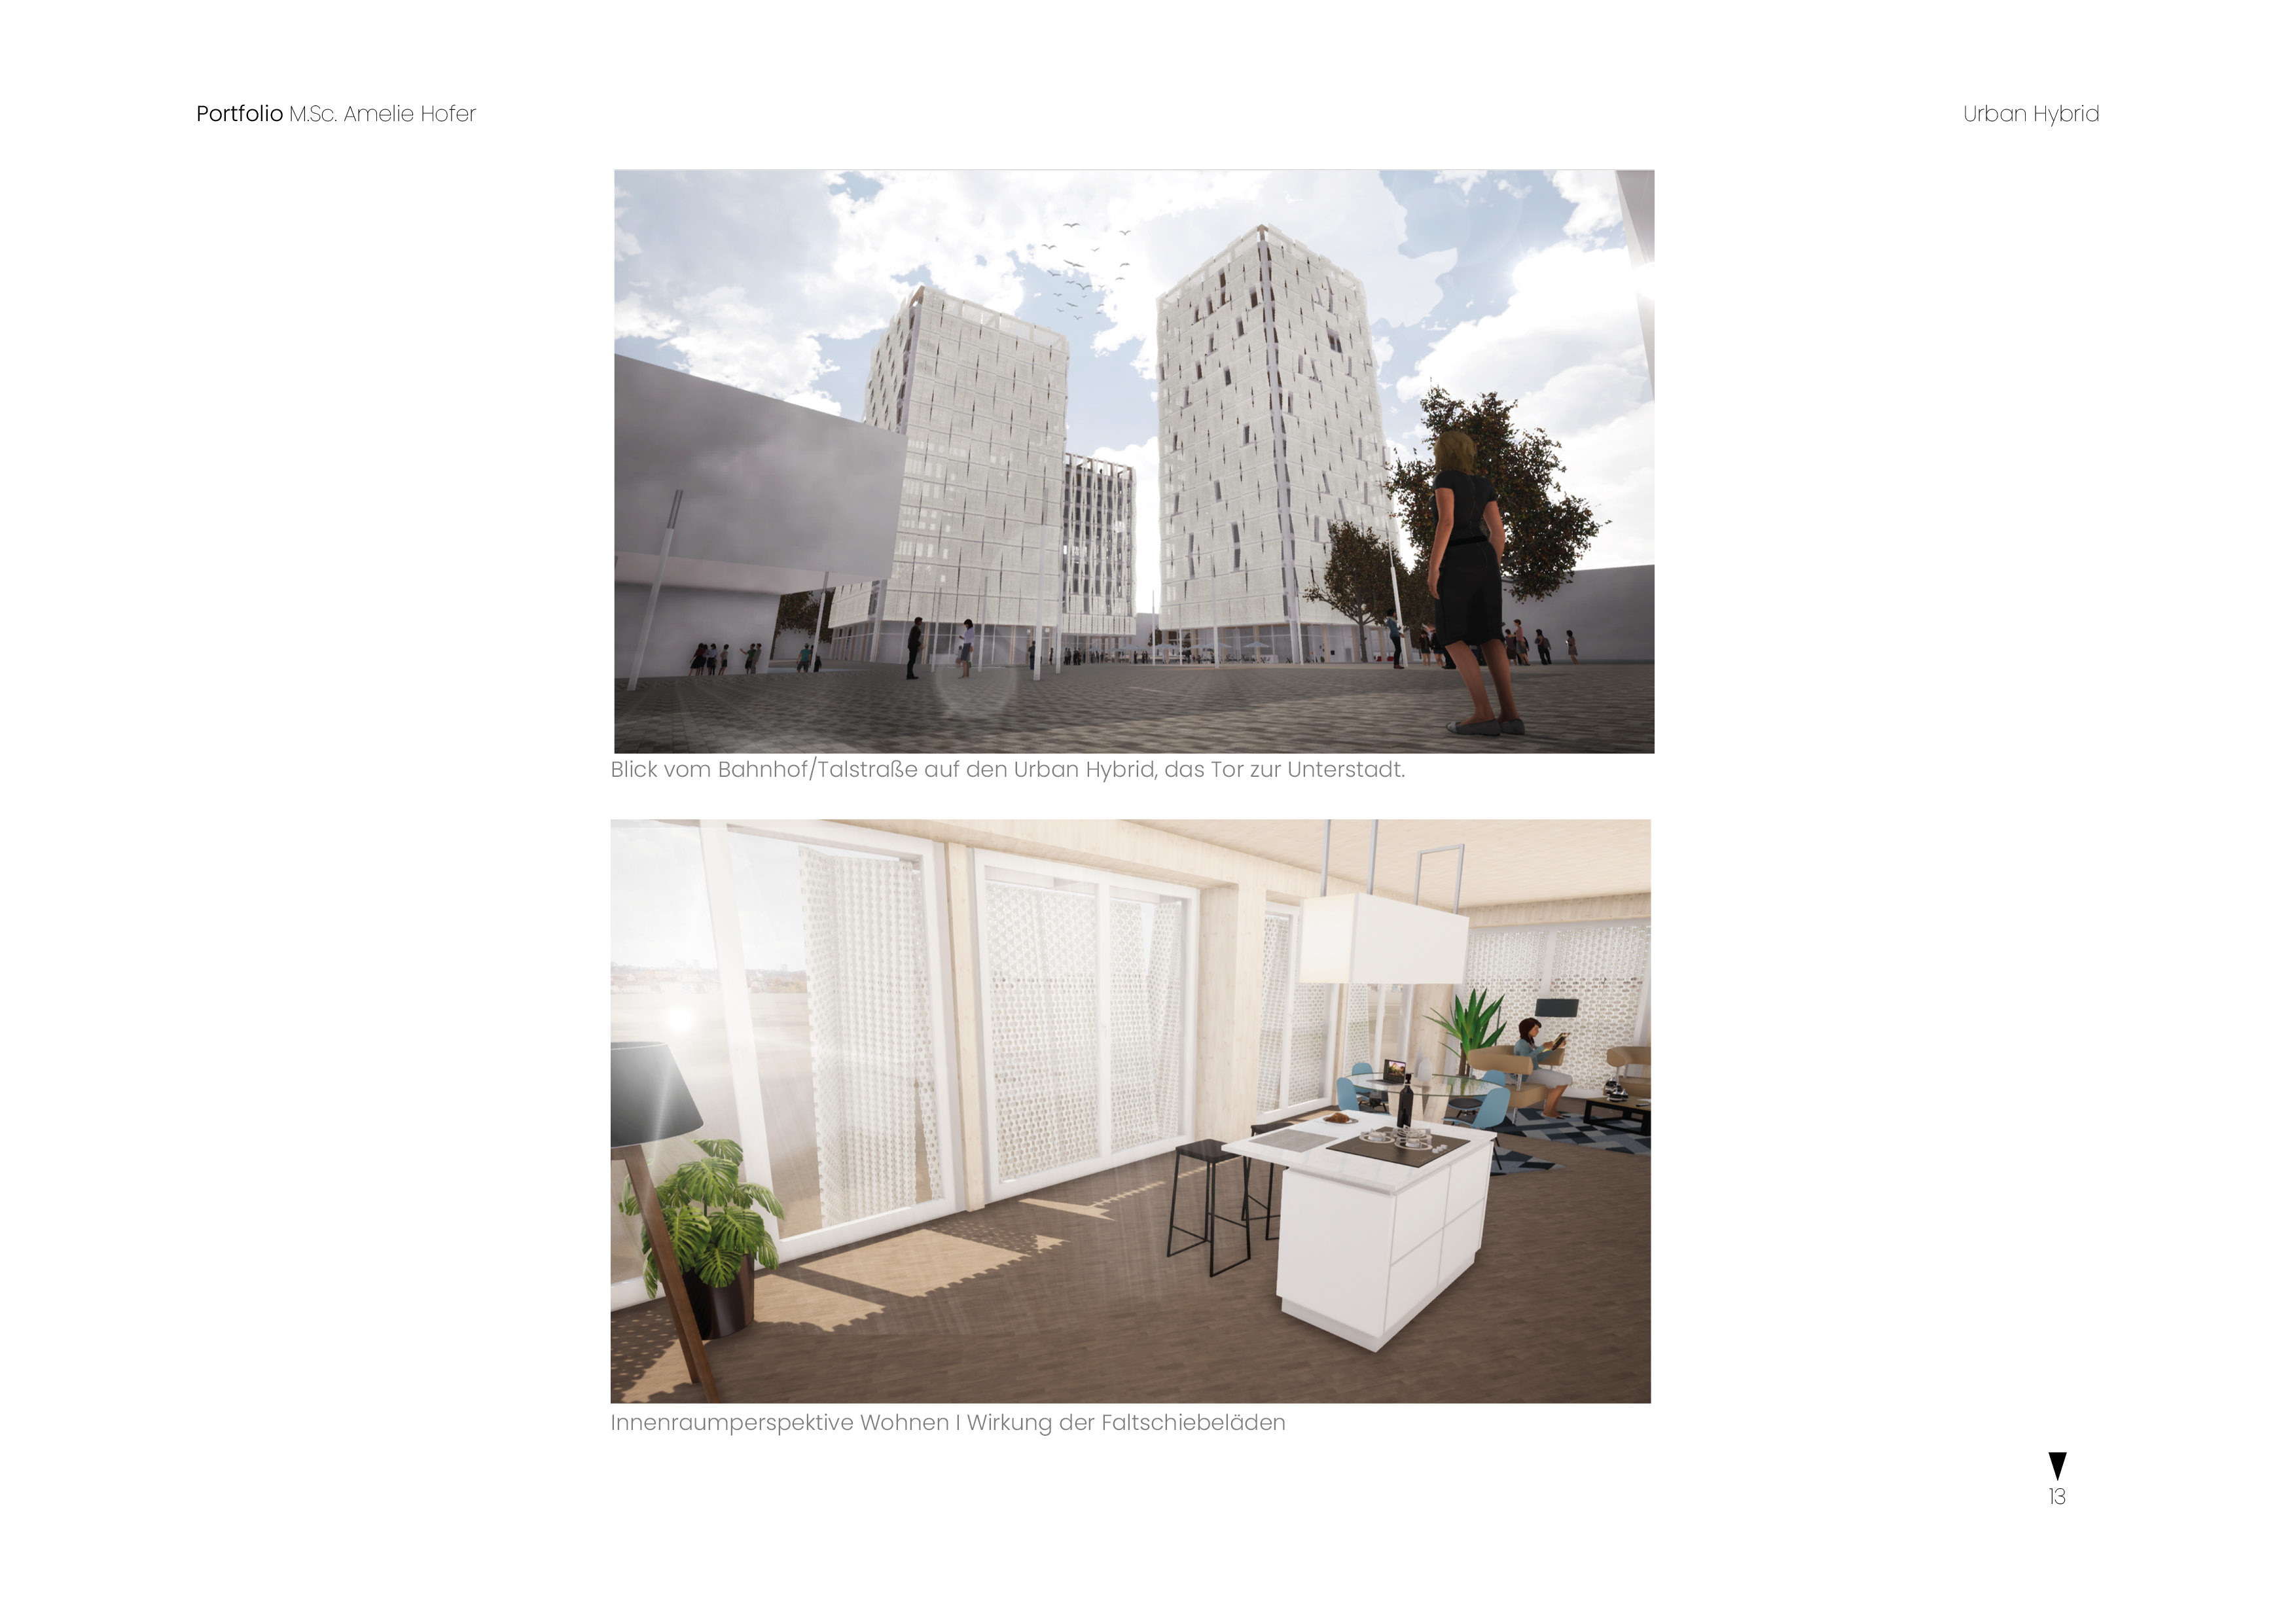 Portfolio M.Sc. Amelie Hofer
Urban Hybrid
Blick vom Bahnhof/Talstraße auf den Urban Hybrid, das Tor zur Unterstadt.
Innenraumperspektive Wohnen I Wirkung der Faltschiebeläden
13